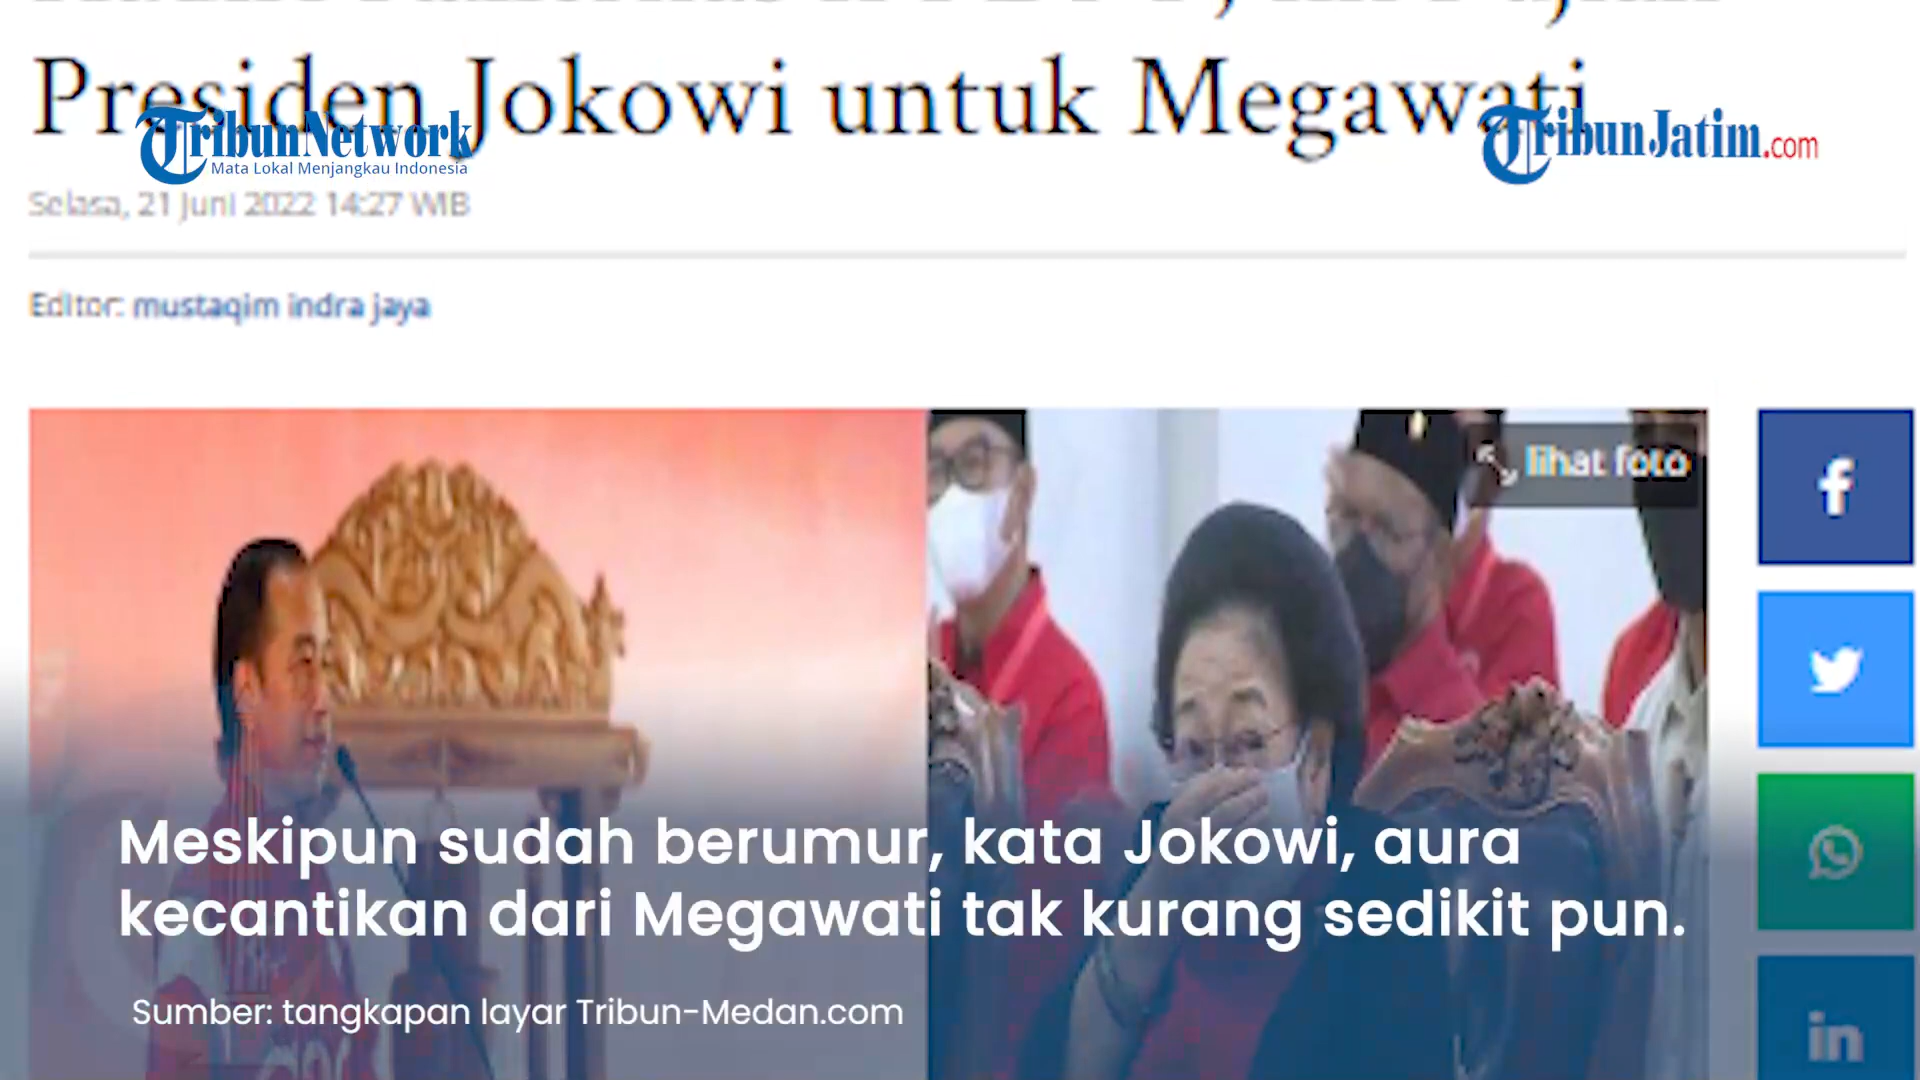 Presiden Jokowi untuk Megawati
TribunNetwork
Mata Lokal Menjangkau Indonesia
TribunJatim.com
Selasa, 21 Juni 2022 14:27 WIB
Editor: mustaqim indra jaya
lihat foto
f
in
Meskipun sudah berumur, kata Jokowi, aura
kecantikan dari Megawati tak kurang sedikit pun.
Sumber: tangkapan layar Tribun-Medan.com